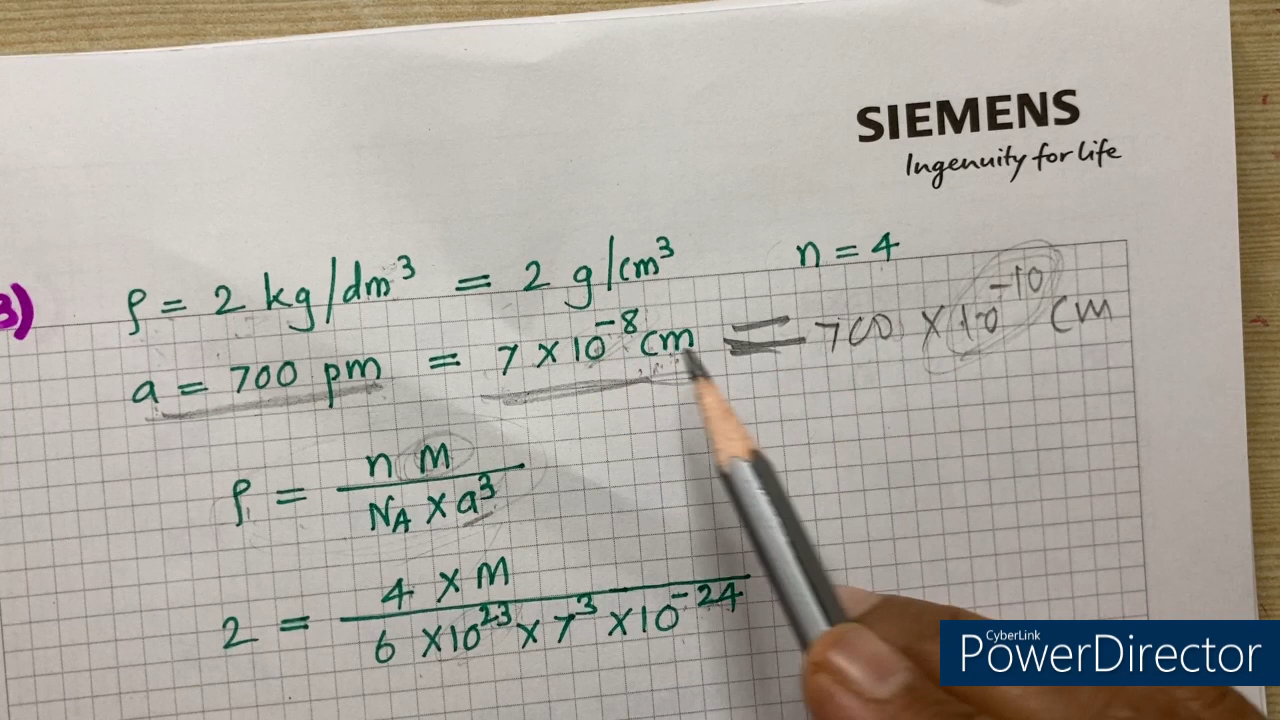 SIEMENS
Ingenuity for life
3) ρ = 2 kg/dm³ = 2 g/cm³ n = 4
a = 700 pm = 7 × 10⁻⁸ cm = 700 × 10⁻¹⁰ cm
ρ = n M / N_A × a³
2 = 4 × M / 6 × 10²³ × 7³ × 10⁻²⁴
CyberLink
PowerDirector